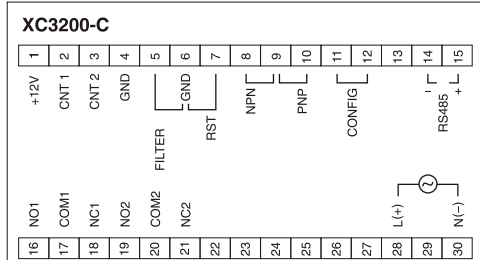 XC3200-C
1 2 3 4 5 6 7 8 9 10 11 12 13 14 15
+12V
CNT 1
CNT 2
GND
FILTER
GND
RST
NPN
PNP
CONFIG
– +
RS485
NO1
COM1
NC1
NO2
COM2
NC2
L(+)
N(–)
16 17 18 19 20 21 22 23 24 25 26 27 28 29 30